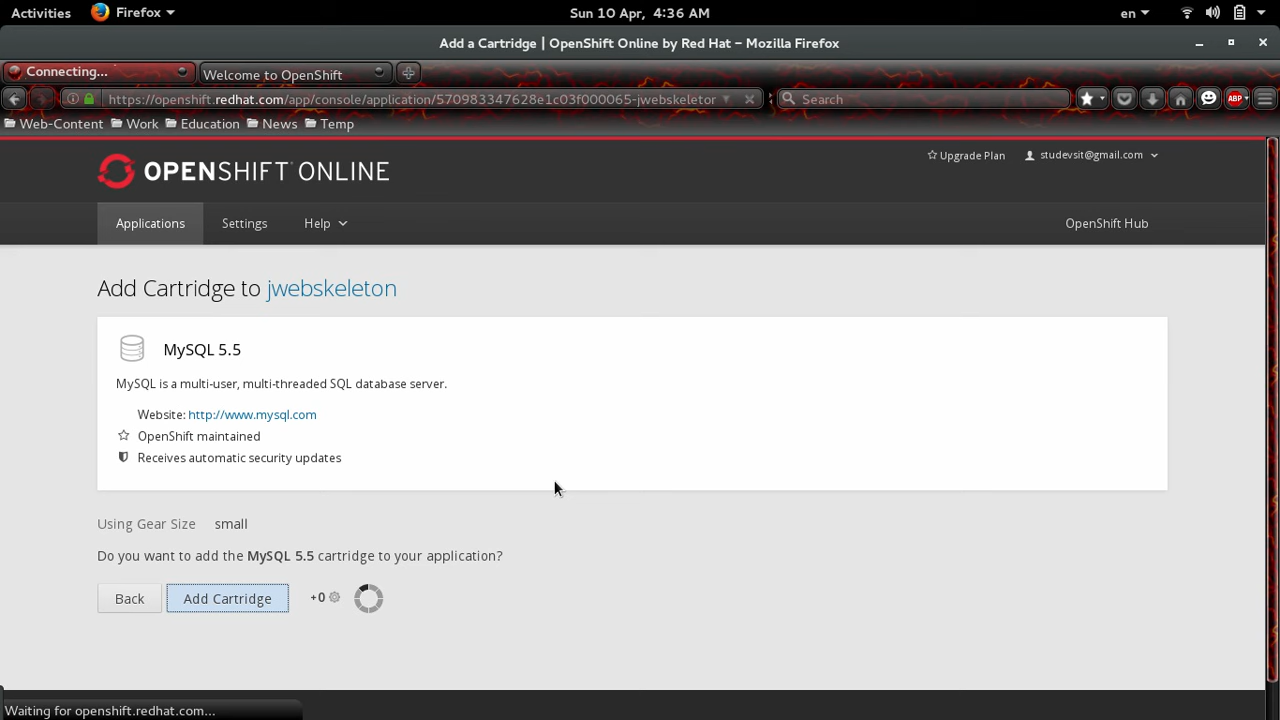 Activities Firefox Sun 10 Apr, 4:36 AM en
Add a Cartridge | OpenShift Online by Red Hat – Mozilla Firefox
Connecting... Welcome to OpenShift
https://openshift.redhat.com/app/console/application/570983347628e1c03f000065-jwebskeletor Search ABP
Web-Content Work Education News Temp
OPENSHIFT ONLINE Upgrade Plan studevsit@gmail.com
Applications Settings Help OpenShift Hub
Add Cartridge to jwebskeleton
MySQL 5.5
MySQL is a multi-user, multi-threaded SQL database server.
Website: http://www.mysql.com
OpenShift maintained
Receives automatic security updates
Using Gear Size small
Do you want to add the MySQL 5.5 cartridge to your application?
Back Add Cartridge +0
Waiting for openshift.redhat.com...